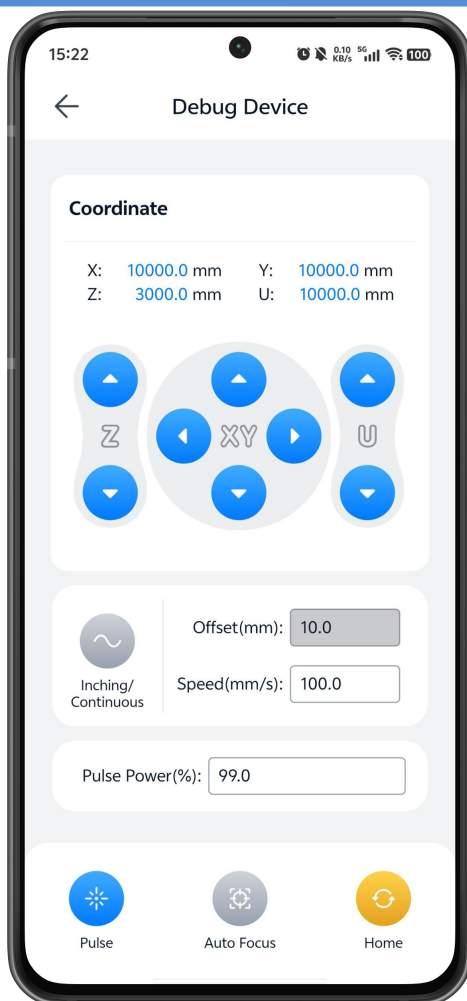 15:22
0.10 KB/s 5G 100
Debug Device
Coordinate
X: 10000.0 mm Y: 10000.0 mm
Z: 3000.0 mm U: 10000.0 mm
Z XY U
Offset(mm): 10.0
Inching/
Continuous
Speed(mm/s): 100.0
Pulse Power(%): 99.0
Pulse Auto Focus Home